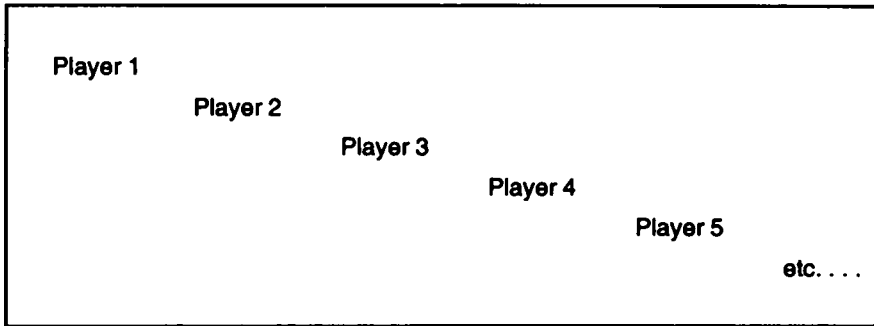 Player 1
Player 2
Player 3
Player 4
Player 5
etc. . . .